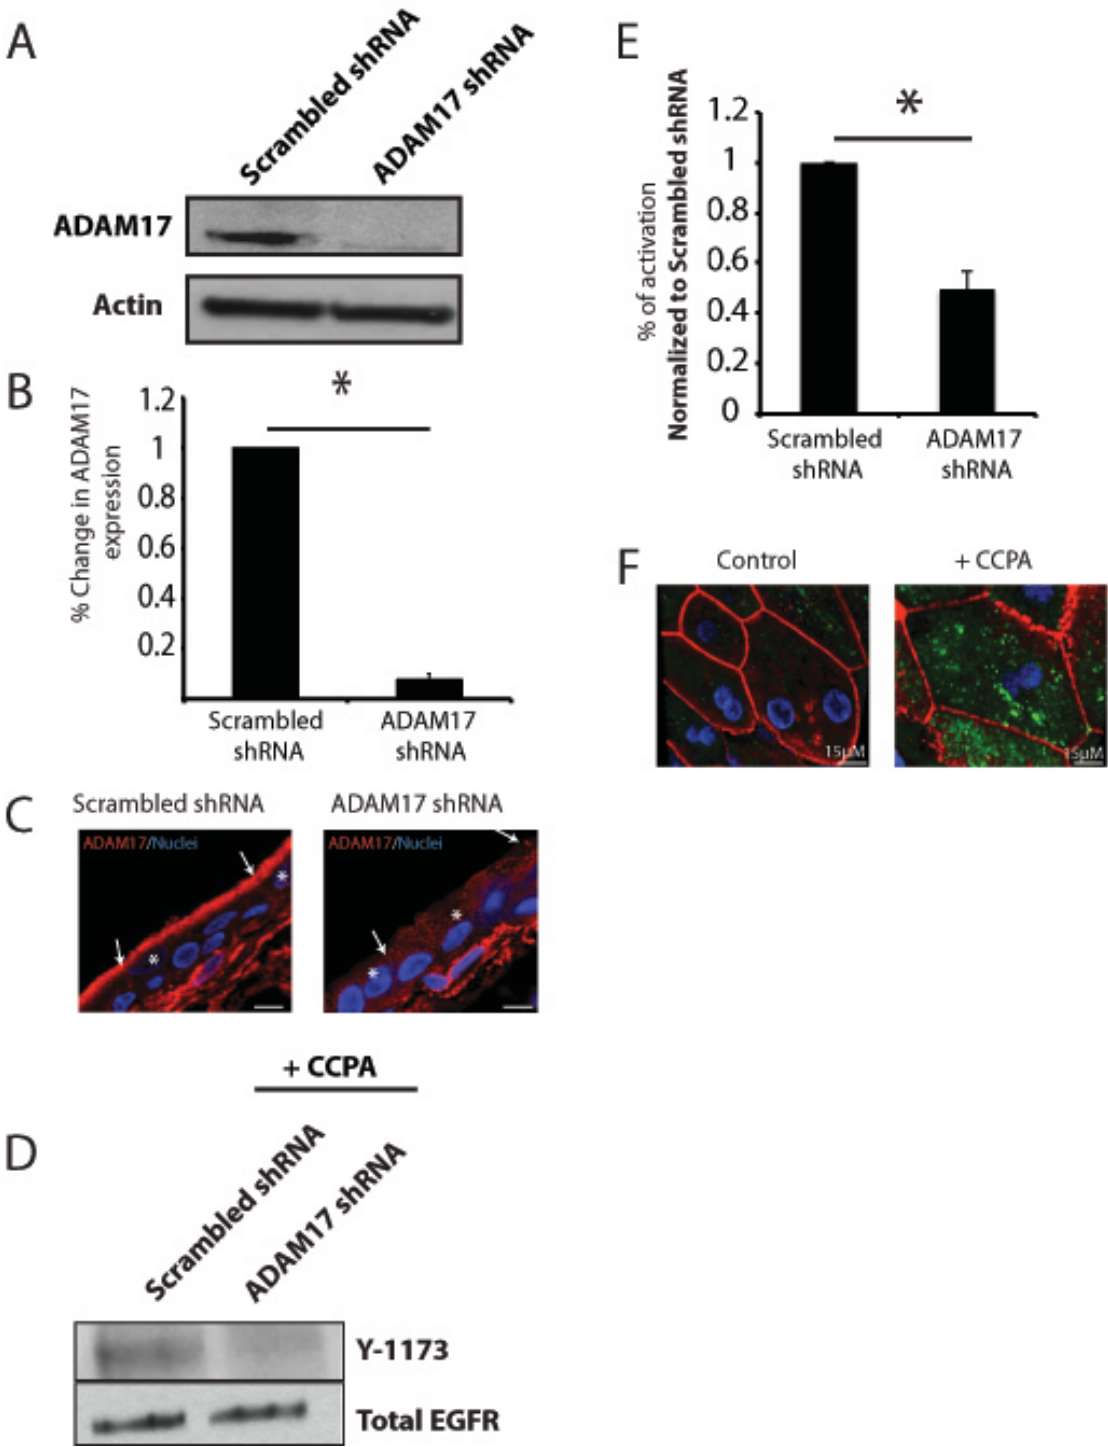 A
Scrambled shRNA
ADAM17 shRNA
ADAM17
Actin
B
% Change in ADAM17
expression
1.2
1
0.8
0.6
0.4
0.2
*
Scrambled
shRNA
ADAM17
shRNA
C
Scrambled shRNA
ADAM17 shRNA
ADAM17/Nuclei
*
*
ADAM17/Nuclei
*
*
+ CCPA
D
Scrambled shRNA
ADAM17 shRNA
Y-1173
Total EGFR
E
% of activation
Normalized to Scrambled shRNA
1.2
1
0.8
0.6
0.4
0.2
0
*
Scrambled
shRNA
ADAM17
shRNA
F
Control
+ CCPA
15µM
15µM